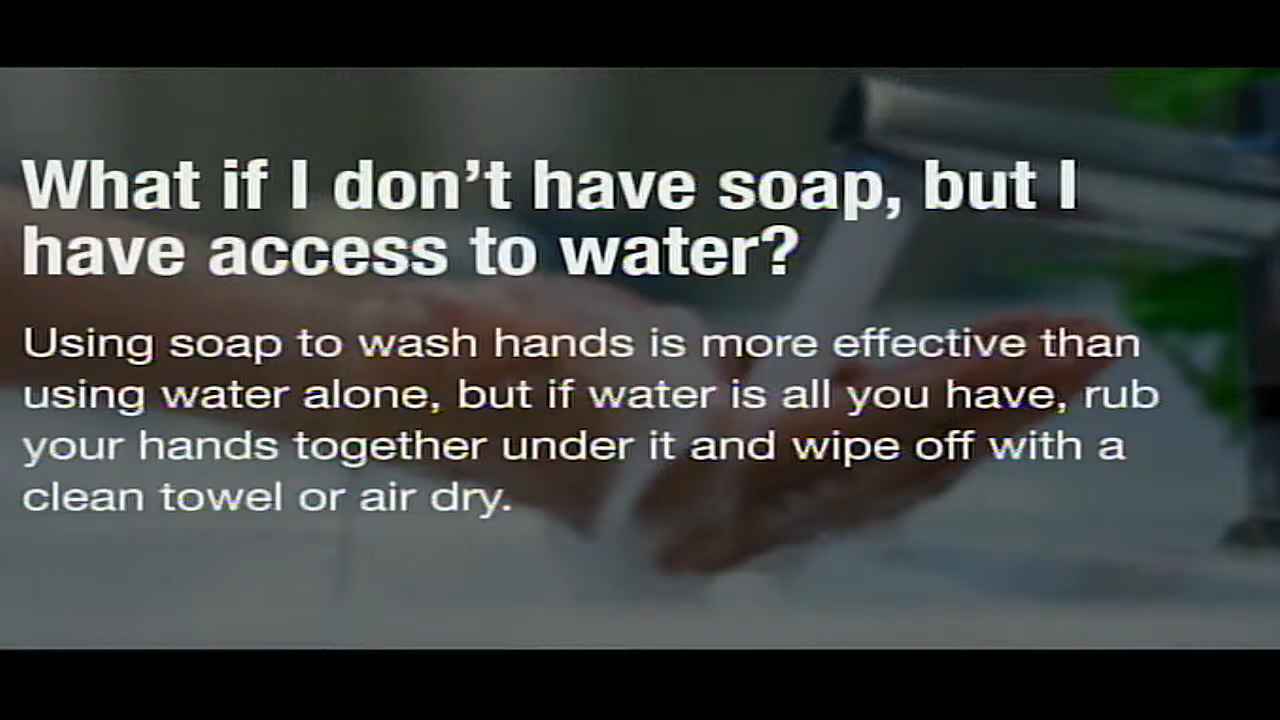 What if I don’t have soap, but I
have access to water?
Using soap to wash hands is more effective than
using water alone, but if water is all you have, rub
your hands together under it and wipe off with a
clean towel or air dry.